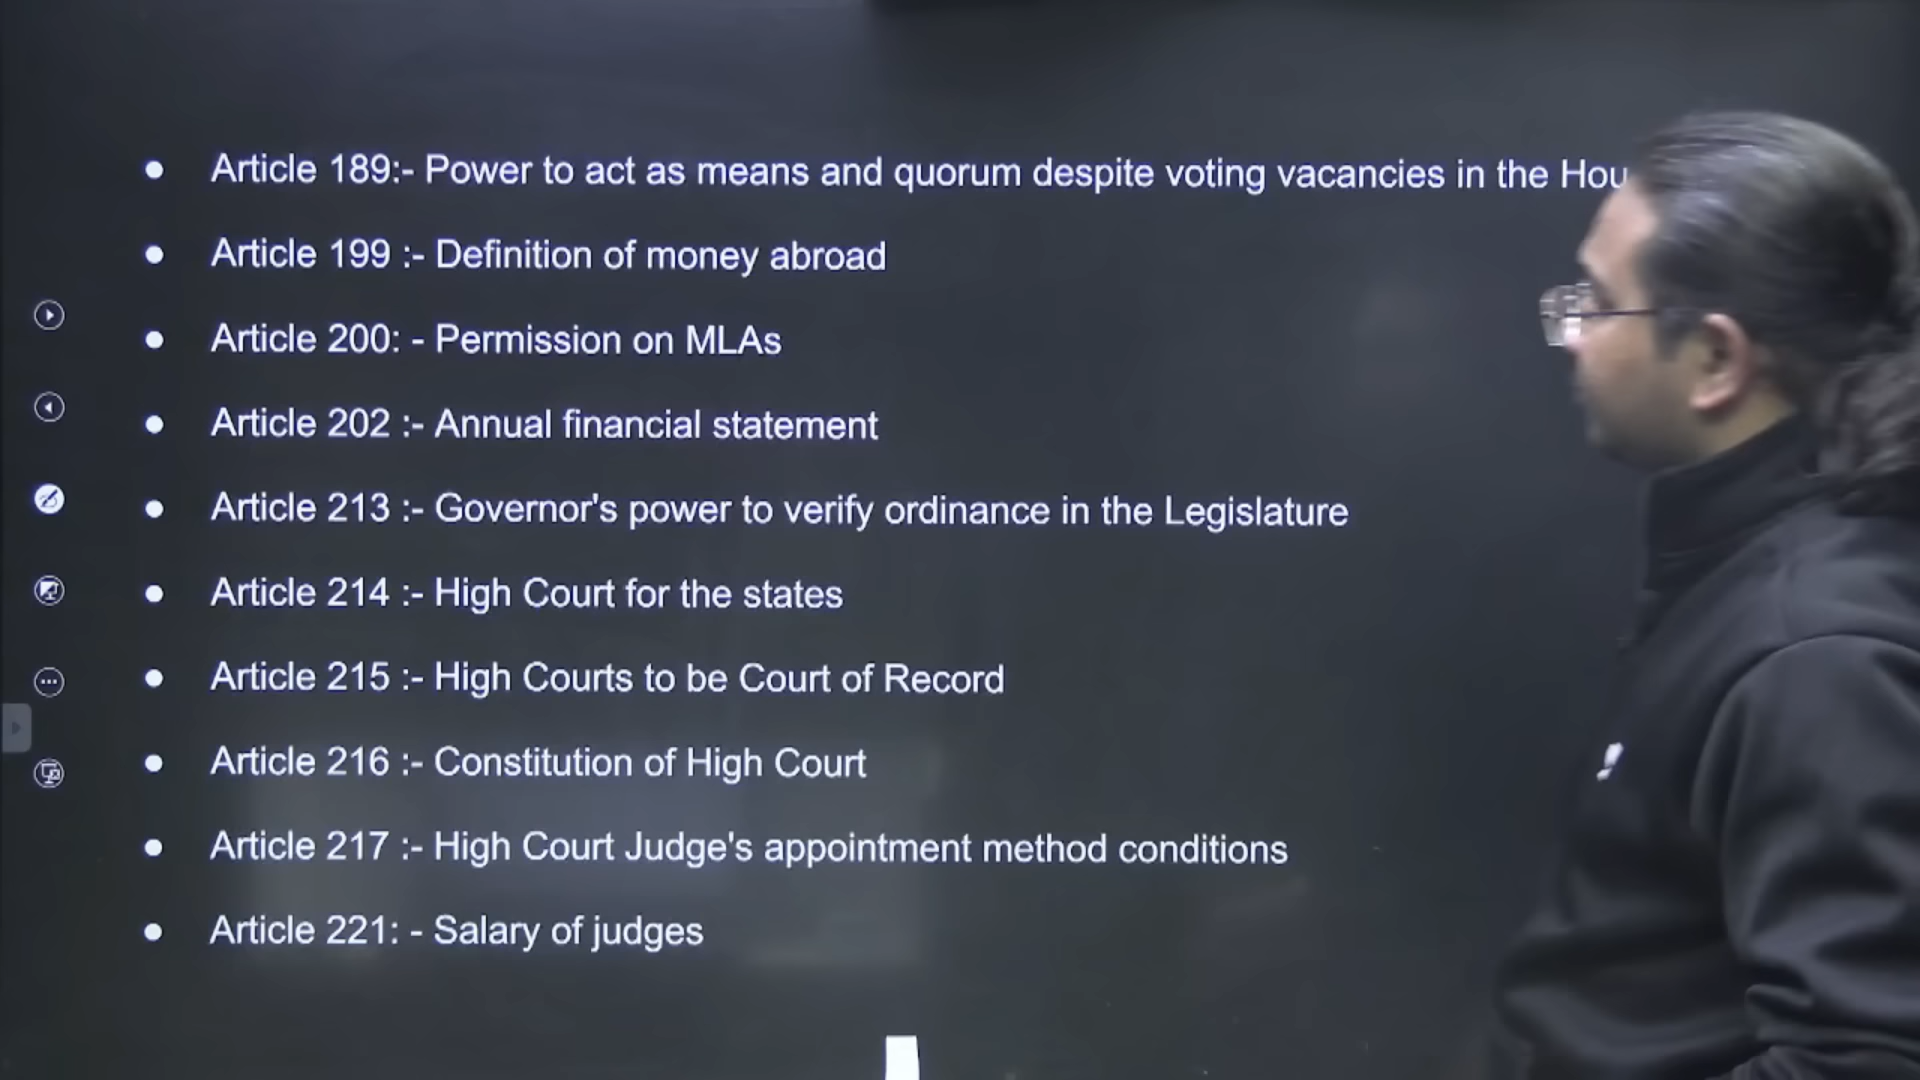 Article 189:- Power to act as means and quorum despite voting vacancies in the
Article 199 :- Definition of money abroad
Article 200: - Permission on MLAs
Article 202 :- Annual financial statement
Article 213 :- Governor's power to verify ordinance in the Legislature
Article 214 :- High Court for the states
Article 215 :- High Courts to be Court of Record
Article 216 :- Constitution of High Court
Article 217 :- High Court Judge's appointment method conditions
Article 221: - Salary of judges